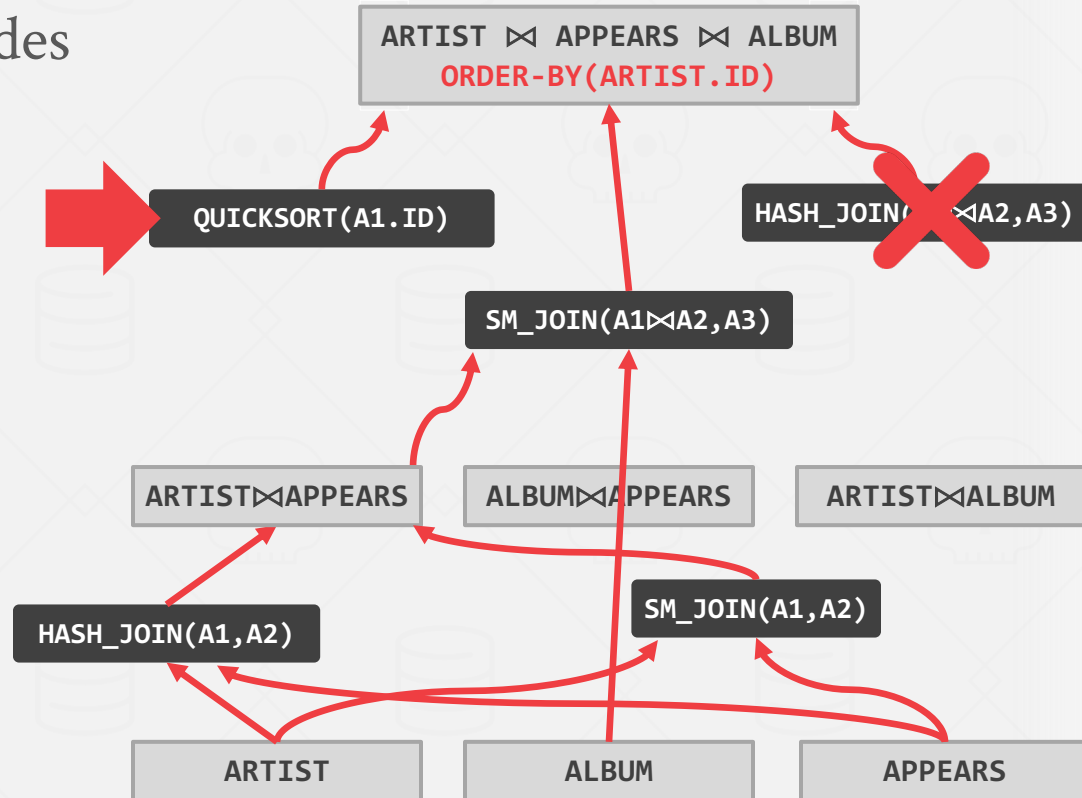 des
ARTIST ⋈ APPEARS ⋈ ALBUM
ORDER-BY(ARTIST.ID)
QUICKSORT(A1.ID)
HASH_JOIN( ⋈A2,A3)
SM_JOIN(A1⋈A2,A3)
ARTIST⋈APPEARS
ALBUM⋈APPEARS
ARTIST⋈ALBUM
HASH_JOIN(A1,A2)
SM_JOIN(A1,A2)
ARTIST
ALBUM
APPEARS